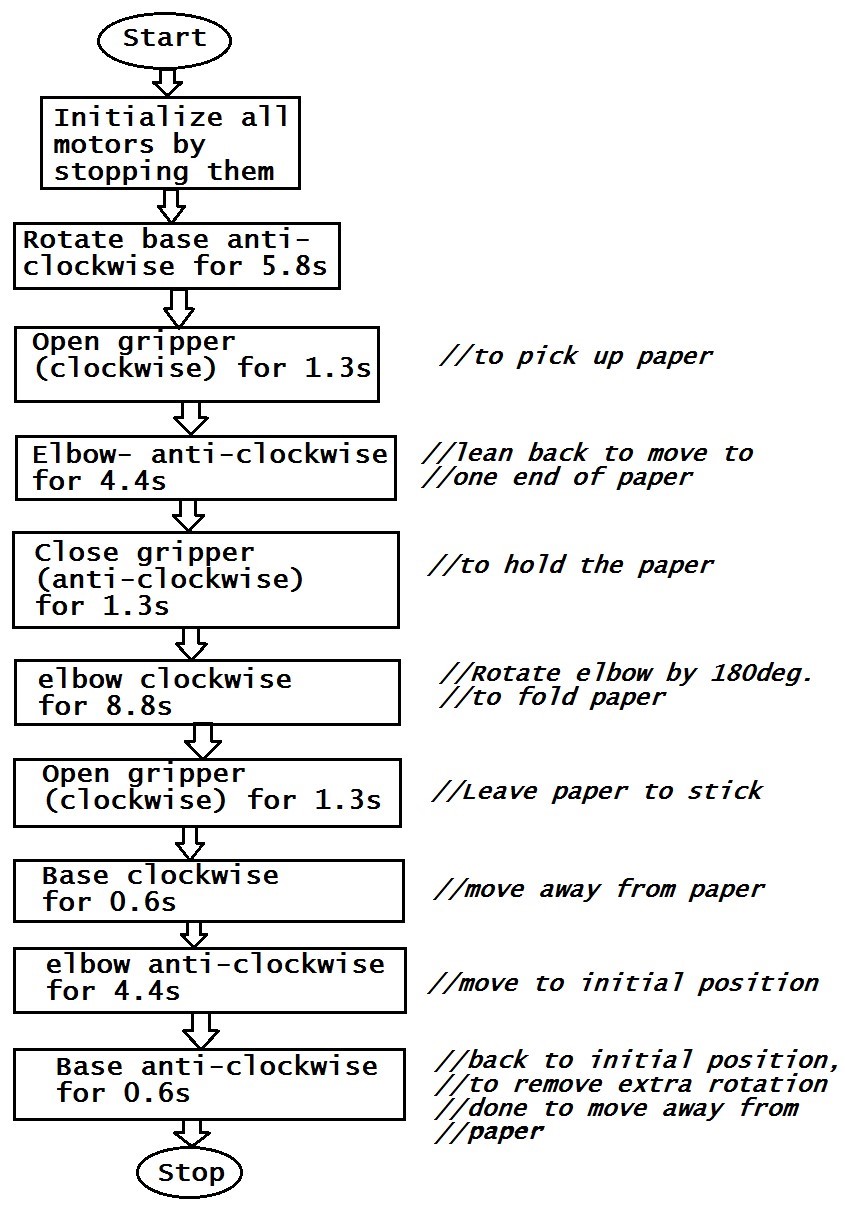 Start
Initialize all
motors by
stopping them
Rotate base anti-
clockwise for 5.8s
Open gripper
(clockwise) for 1.3s
//to pick up paper
Elbow- anti-clockwise
for 4.4s
//lean back to move to
//one end of paper
Close gripper
(anti-clockwise)
for 1.3s
//to hold the paper
elbow clockwise
for 8.8s
//Rotate elbow by 180deg.
//to fold paper
Open gripper
(clockwise) for 1.3s
//Leave paper to stick
Base clockwise
for 0.6s
//move away from paper
elbow anti-clockwise
for 4.4s
//move to initial position
Base anti-clockwise
for 0.6s
//back to initial position,
//to remove extra rotation
//done to move away from
//paper
Stop